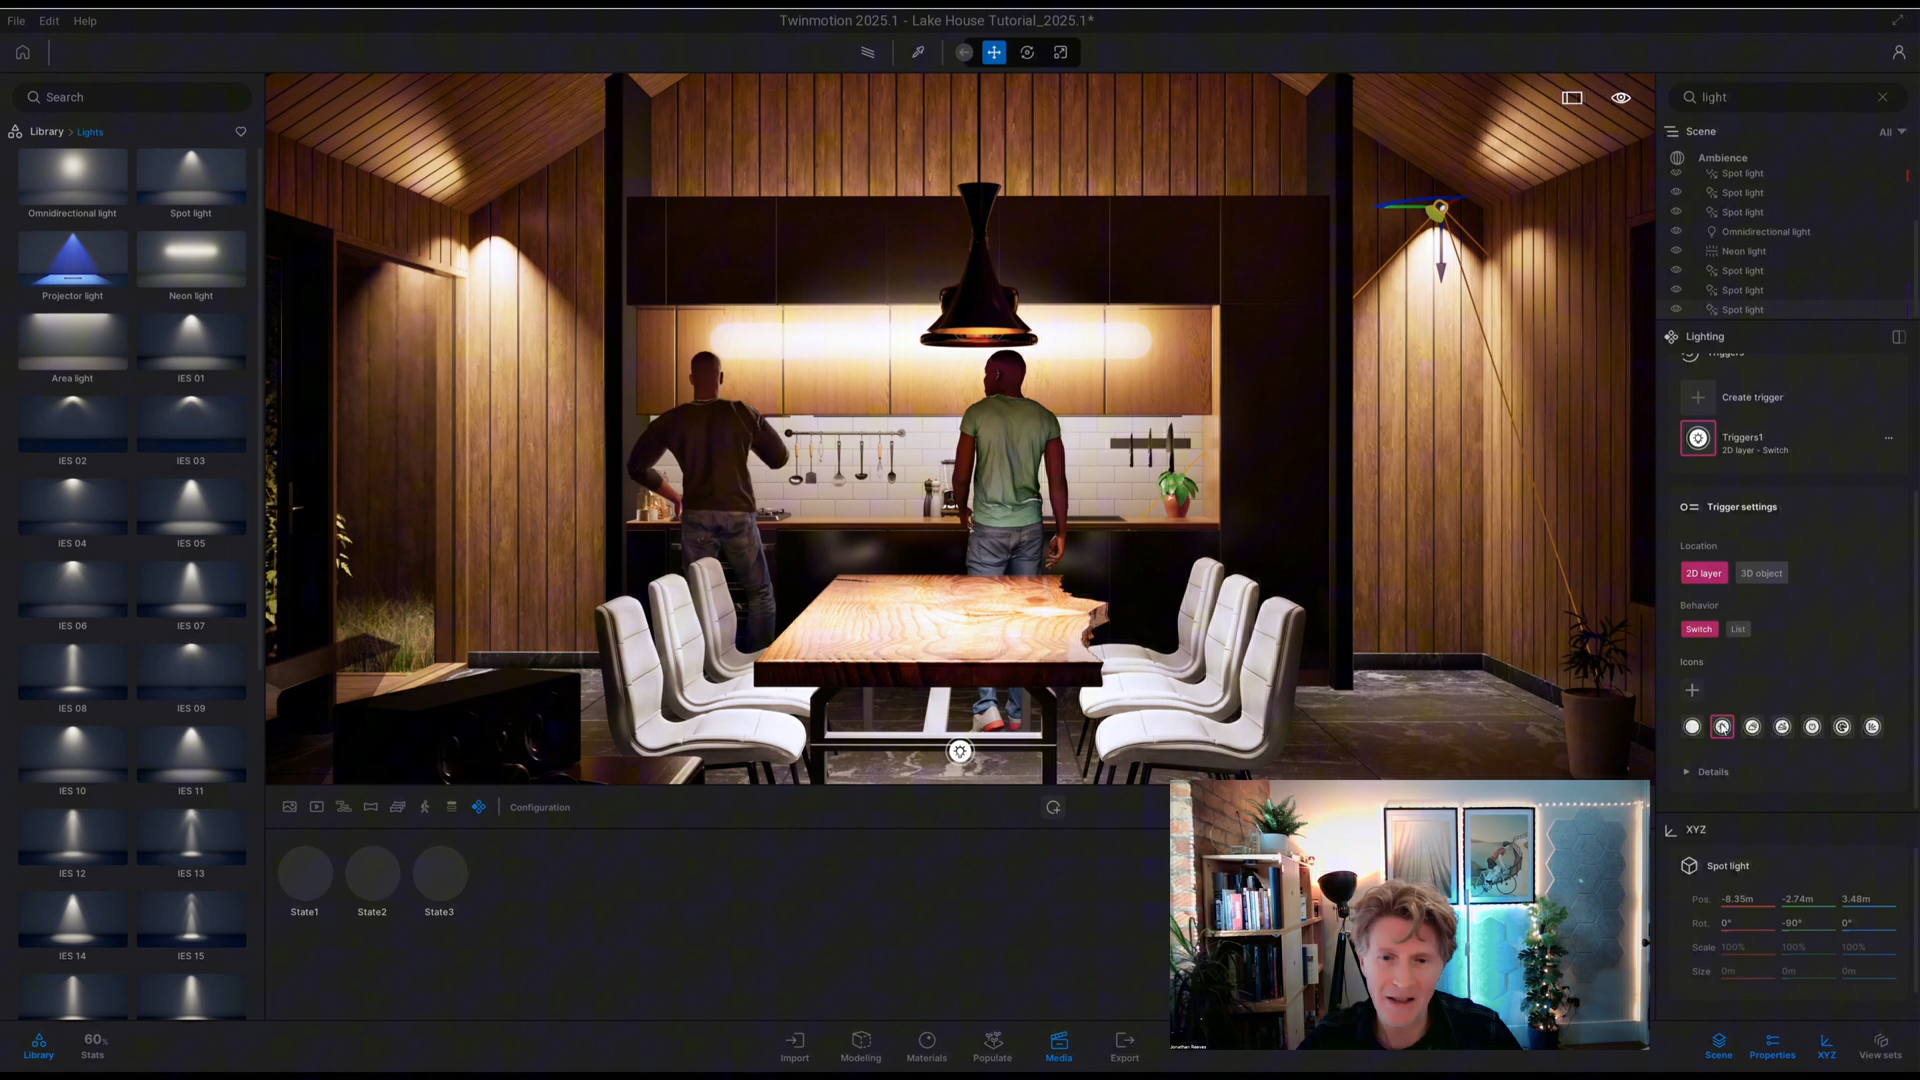 File Edit Help
Twinmotion 2025.1 - Lake House Tutorial_2025.1*
Search
Library > Lights
Omnidirectional light
Spot light
Projector light
Neon light
Area light
IES 01
IES 02
IES 03
IES 04
IES 05
IES 06
IES 07
IES 08
IES 09
IES 10
IES 11
IES 12
IES 13
IES 14
IES 15
Library
60% Stats
Configuration
State1
State2
State3
Import
Modeling
Materials
Populate
Media
Export
Jonathan Reeves
light
Scene
All
Ambience
Spot light
Spot light
Spot light
Omnidirectional light
Neon light
Spot light
Spot light
Spot light
Lighting
Triggers
Create trigger
Triggers1
2D layer - Switch
Trigger settings
Location
2D layer 3D object
Behavior
Switch List
Icons
Details
XYZ
Spot light
Pos. -8.35m -2.74m 3.48m
Rot. 0° -90° 0°
Scale 100% 100% 100%
Size 0m 0m 0m
Scene
Properties
XYZ
View sets